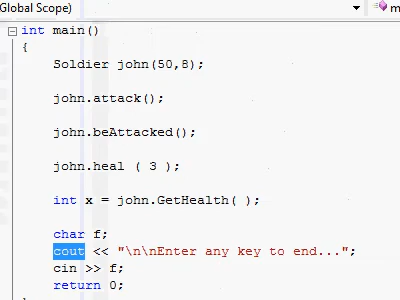 Global Scope)
m
int main()
{
Soldier john(50,8);
john.attack();
john.beAttacked();
john.heal ( 3 );
int x = john.GetHealth( );
char f;
cout << "\n\nEnter any key to end...";
cin >> f;
return 0;